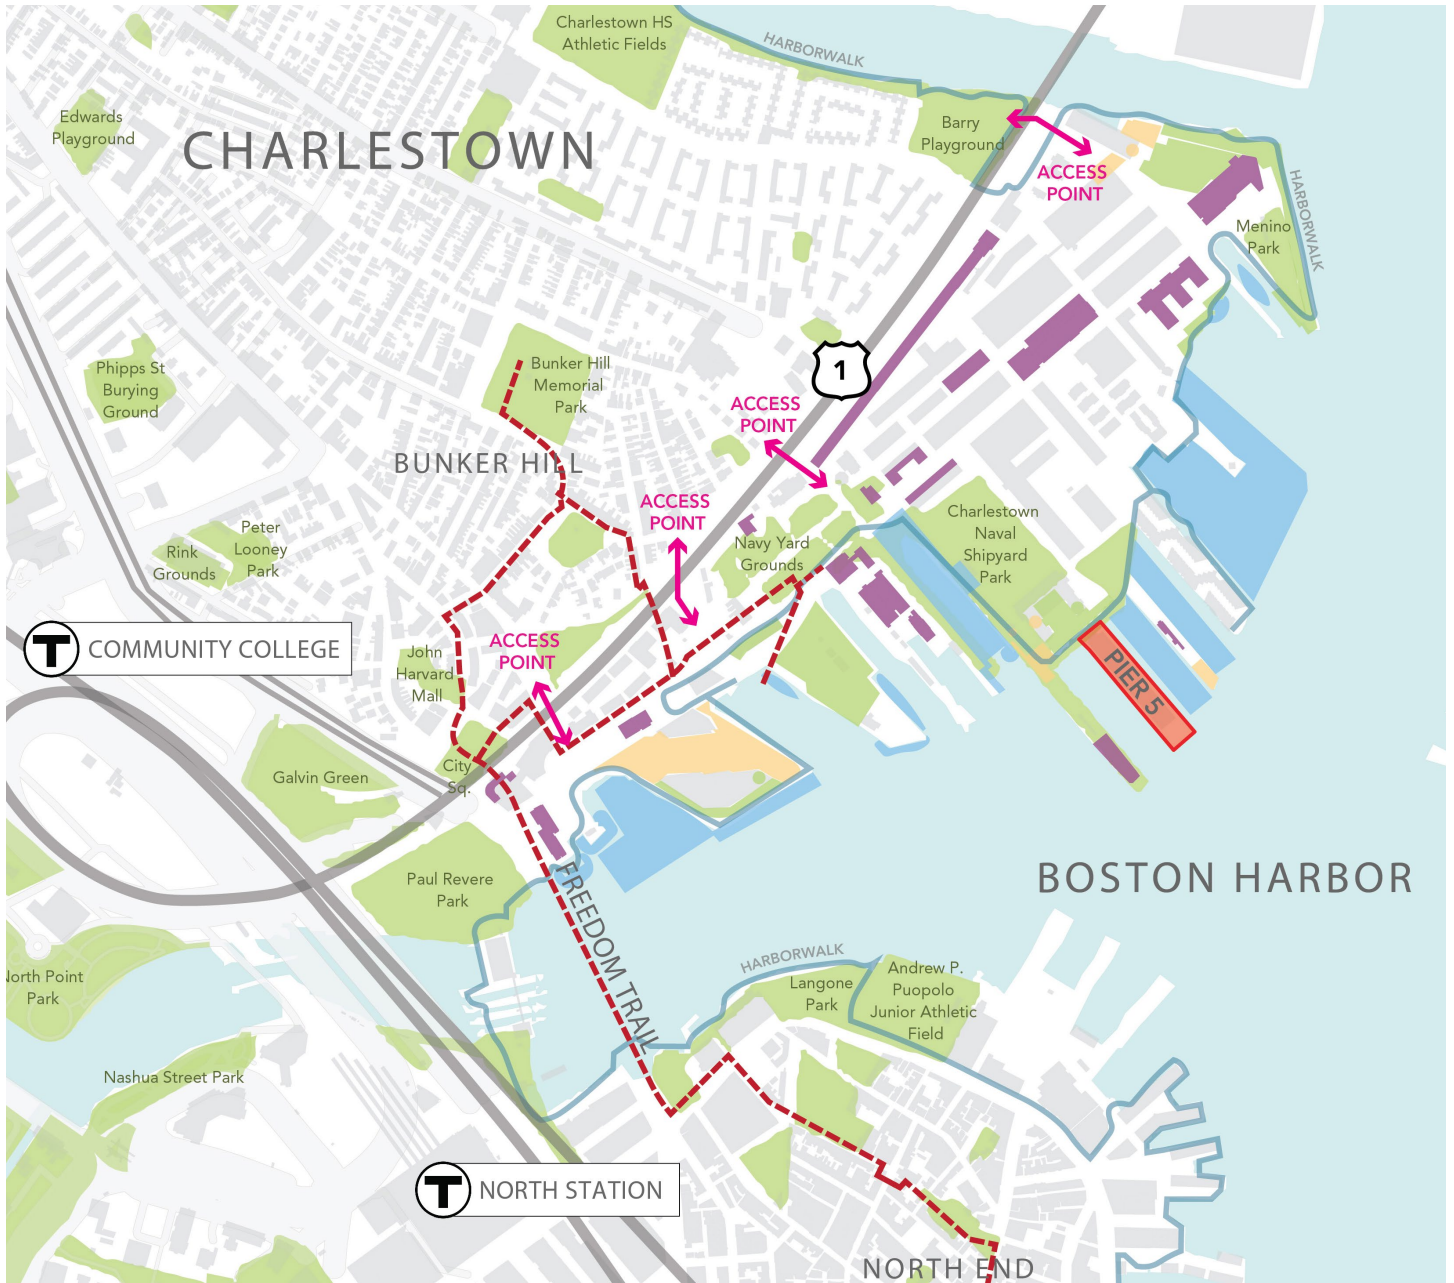 Charlestown HS
Athletic Fields
HARBORWALK
Edwards
Playground
CHARLESTOWN
Barry
Playground
ACCESS
POINT
HARBORWALK
Menino
Park
Phipps St
Burying
Ground
Bunker Hill
Memorial
Park
1
ACCESS
POINT
BUNKER HILL
ACCESS
POINT
Charlestown
Naval
Shipyard
Park
Peter
Looney
Park
Rink
Grounds
Navy Yard
Grounds
T COMMUNITY COLLEGE
John
Harvard
Mall
ACCESS
POINT
PIER 5
City
Sq.
Galvin Green
Paul Revere
Park
BOSTON HARBOR
FREEDOM TRAIL
HARBORWALK
Langone
Park
Andrew P.
Puopolo
Junior Athletic
Field
North Point
Park
Nashua Street Park
T NORTH STATION
NORTH END